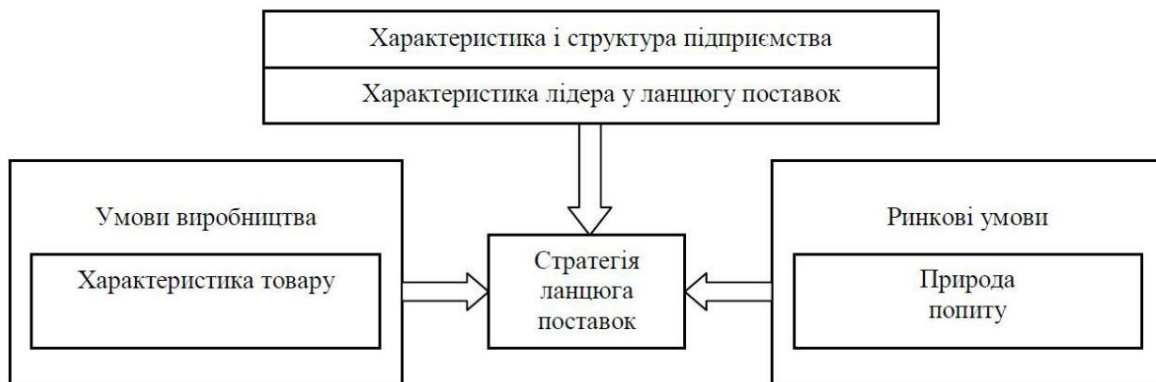 Характеристика і структура підприємства
Характеристика лідера у ланцюгу поставок
Умови виробництва
Характеристика товару
Стратегія
ланцюга
поставок
Ринкові умови
Природа
попиту